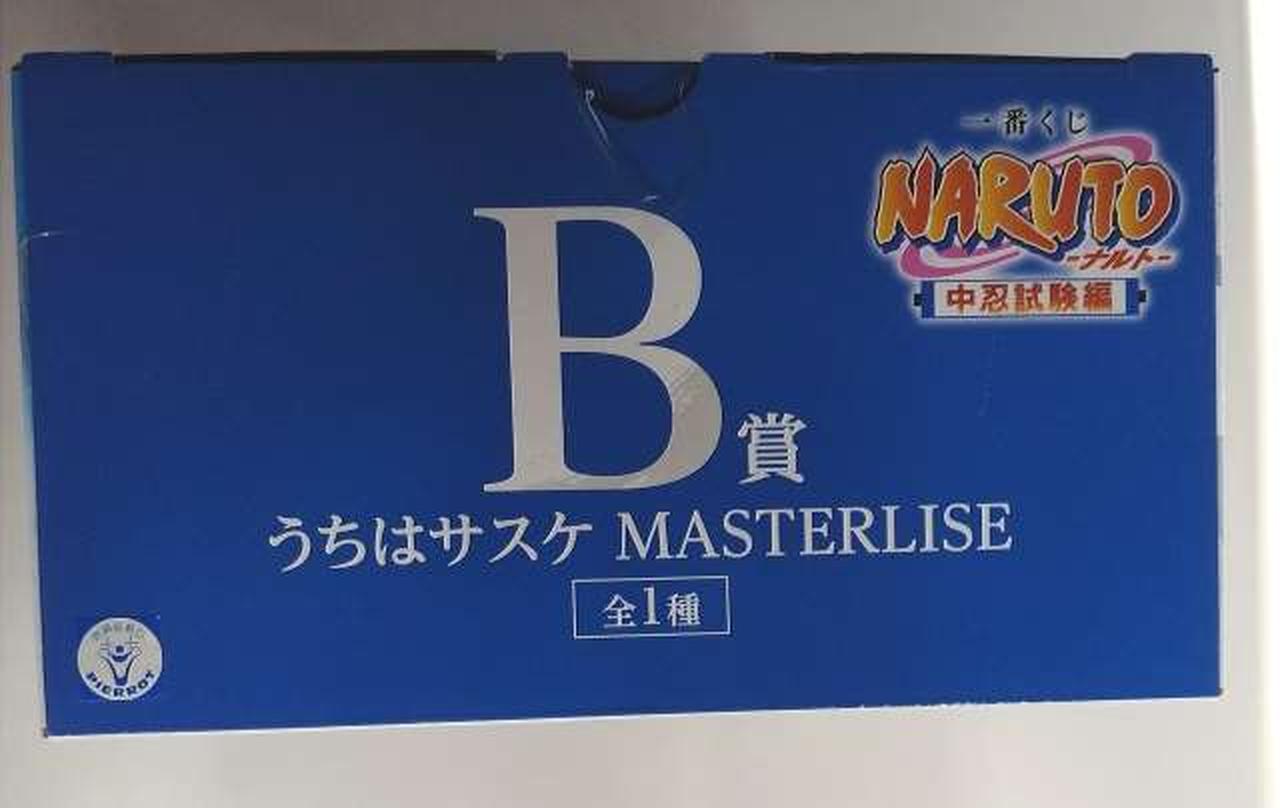 一番くじ
NARUTO
-ナルト-
中忍試験編
B賞
うちはサスケ MASTERLISE
全1種
PIERROT